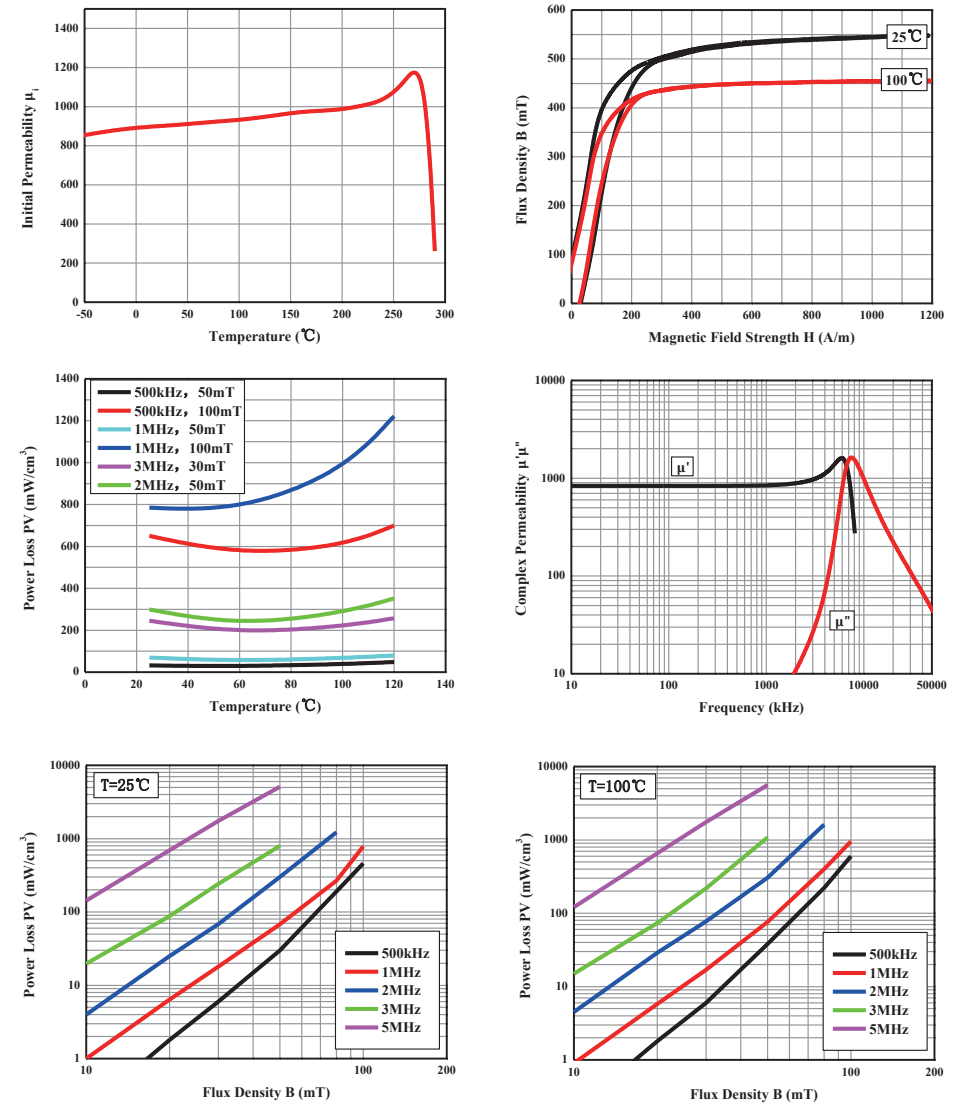 1400
1200
1000
800
600
400
200
0
-50 0 50 100 150 200 250 300
Initial Permeability μi
Temperature (℃)
600
500
400
300
200
100
0
0 200 400 600 800 1000 1200
Flux Density B (mT)
Magnetic Field Strength H (A/m)
25℃
100℃
1400
1200
1000
800
600
400
200
0
0 20 40 60 80 100 120 140
Power Loss PV (mW/cm³)
Temperature (℃)
500kHz，50mT
500kHz，100mT
1MHz，50mT
1MHz，100mT
3MHz，30mT
2MHz，50mT
10000
1000
100
10
10 100 1000 10000 50000
Complex Permeability μ'μ"
Frequency (kHz)
μ'
μ"
10000
1000
100
10
1
10 100 200
Power Loss PV (mW/cm³)
Flux Density B (mT)
T=25℃
500kHz
1MHz
2MHz
3MHz
5MHz
10000
1000
100
10
1
10 100 200
Power Loss PV (mW/cm³)
Flux Density B (mT)
T=100℃
500kHz
1MHz
2MHz
3MHz
5MHz